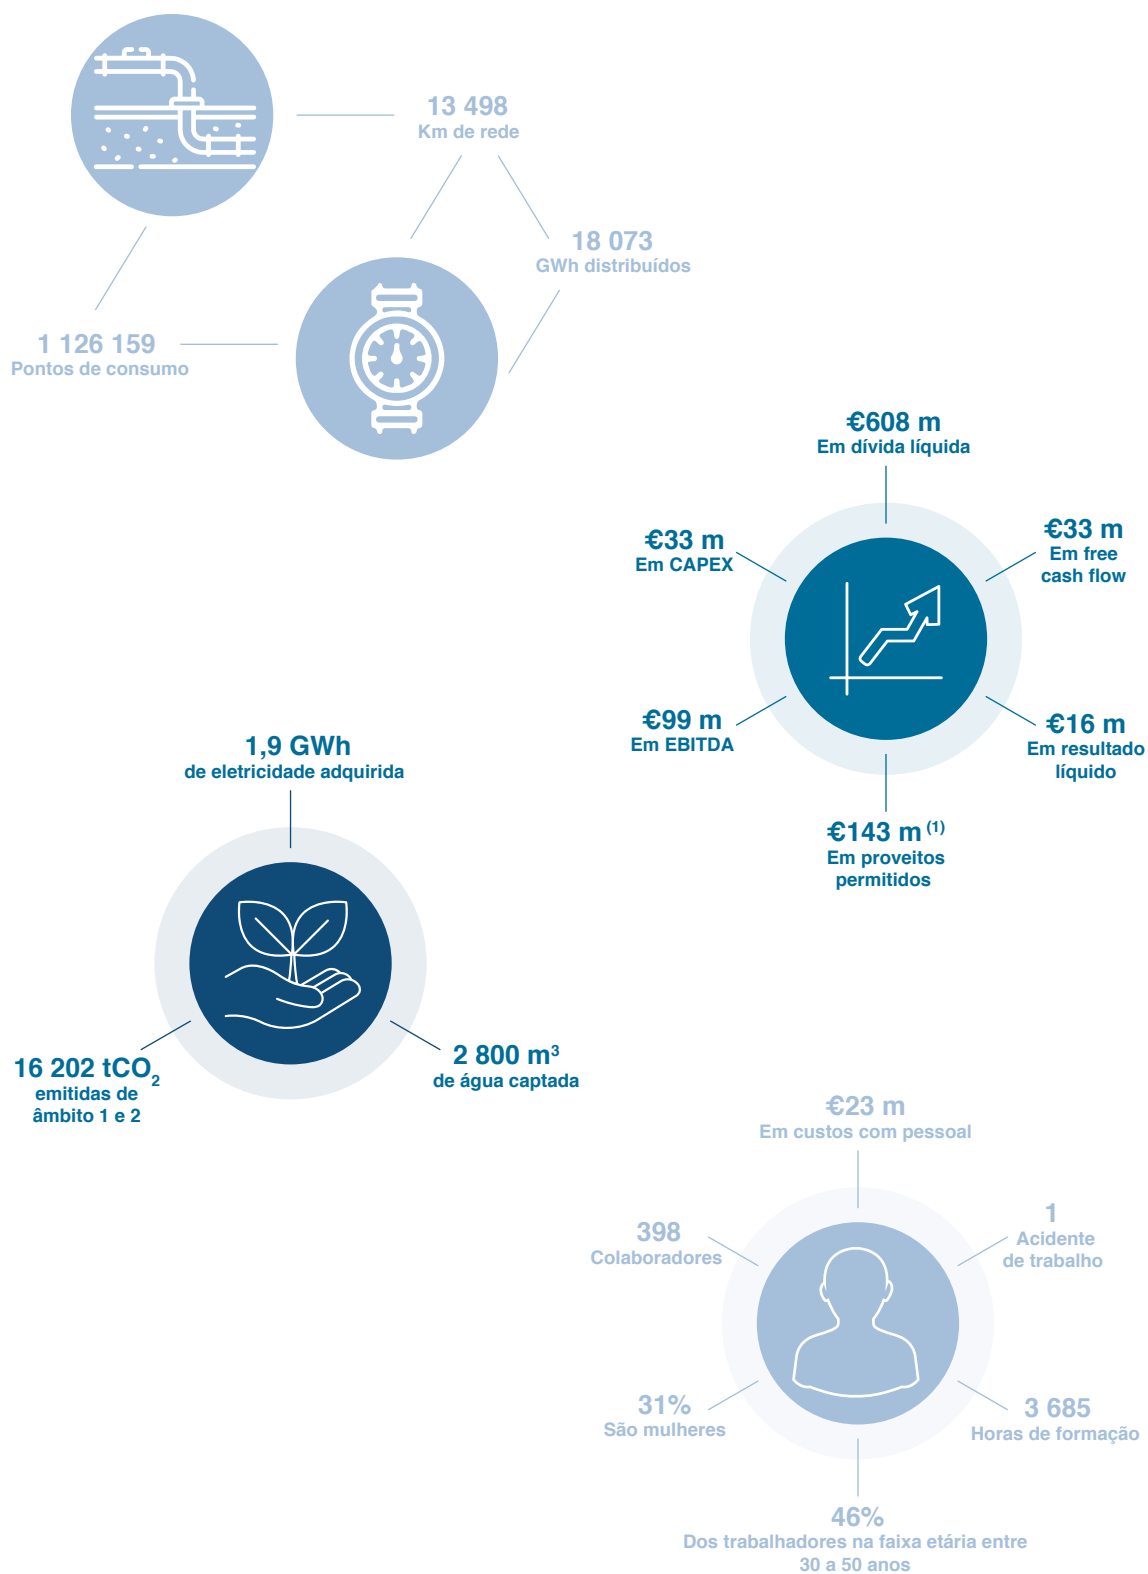 13 498
Km de rede
18 073
GWh distribuídos
1 126 159
Pontos de consumo
€608 m
Em dívida líquida
€33 m
Em CAPEX
€33 m
Em free
cash flow
€99 m
Em EBITDA
€16 m
Em resultado
líquido
€143 m (1)
Em proveitos
permitidos
1,9 GWh
de eletricidade adquirida
16 202 tCO₂
emitidas de
âmbito 1 e 2
2 800 m³
de água captada
€23 m
Em custos com pessoal
398
Colaboradores
1
Acidente
de trabalho
31%
São mulheres
3 685
Horas de formação
46%
Dos trabalhadores na faixa etária entre
30 a 50 anos